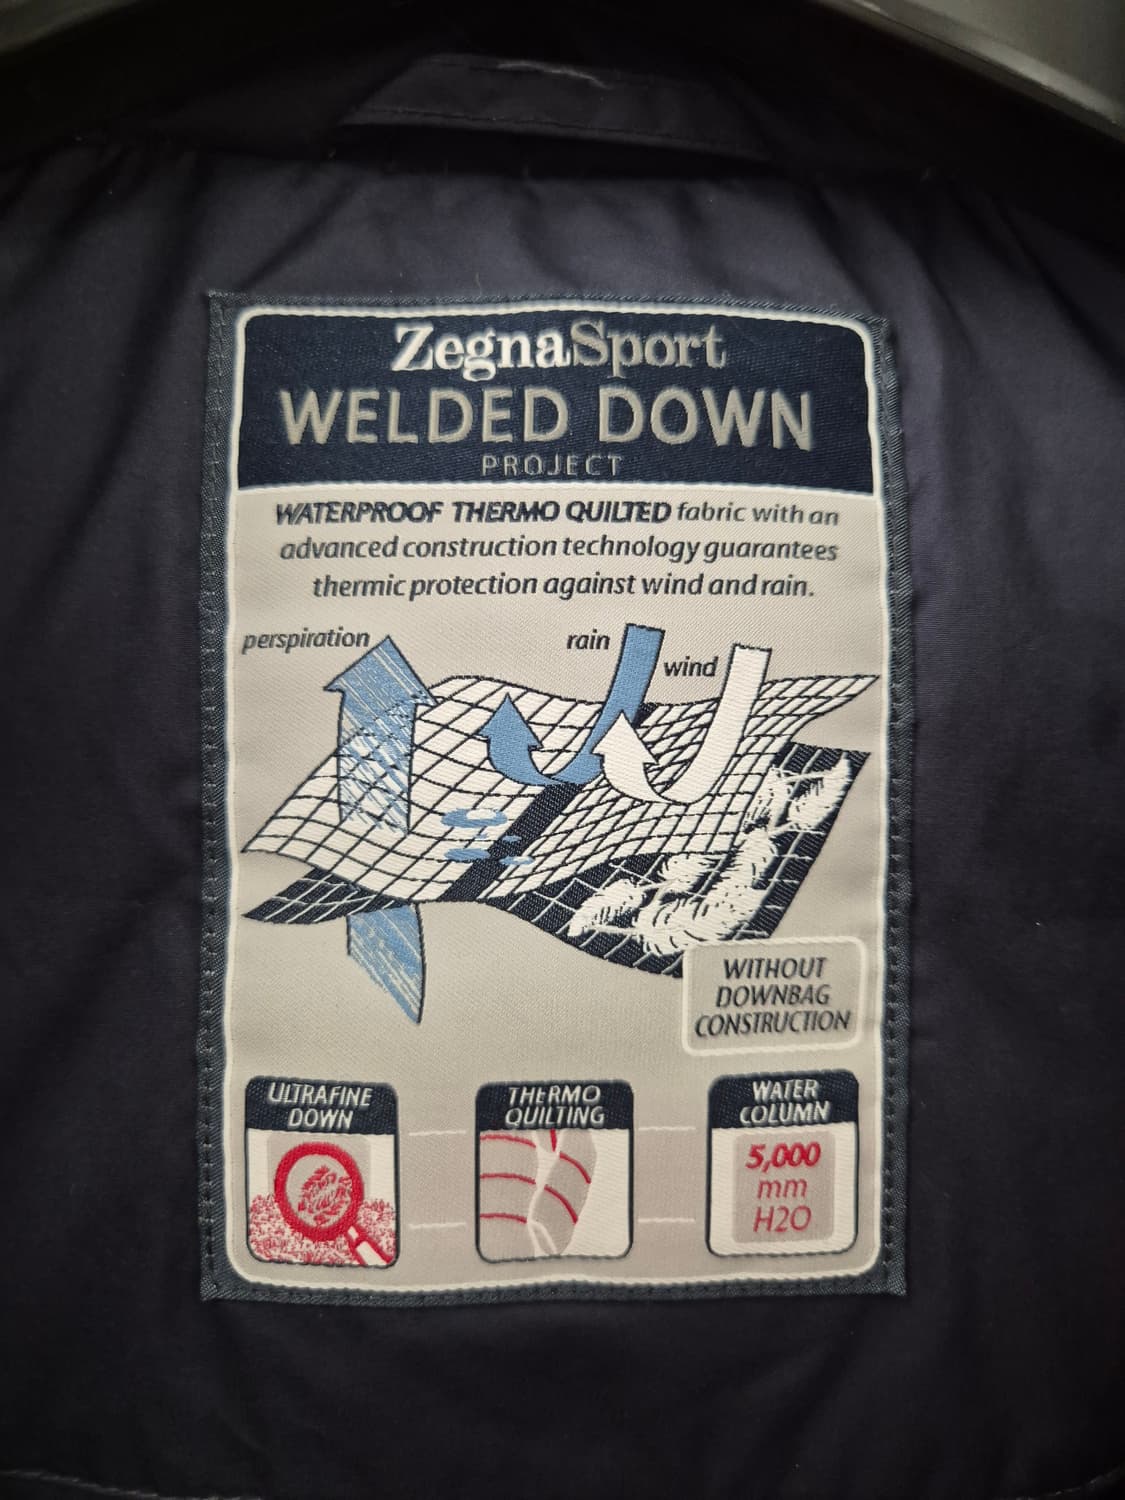 ZegnaSport
WELDED DOWN
PROJECT
WATERPROOF THERMO QUILTED fabric with an
advanced construction technology guarantees
thermic protection against wind and rain.
perspiration
rain
wind
WITHOUT
DOWNBAG
CONSTRUCTION
ULTRAFINE
DOWN
THERMO
QUILTING
WATER
COLUMN
5,000
mm
H2O